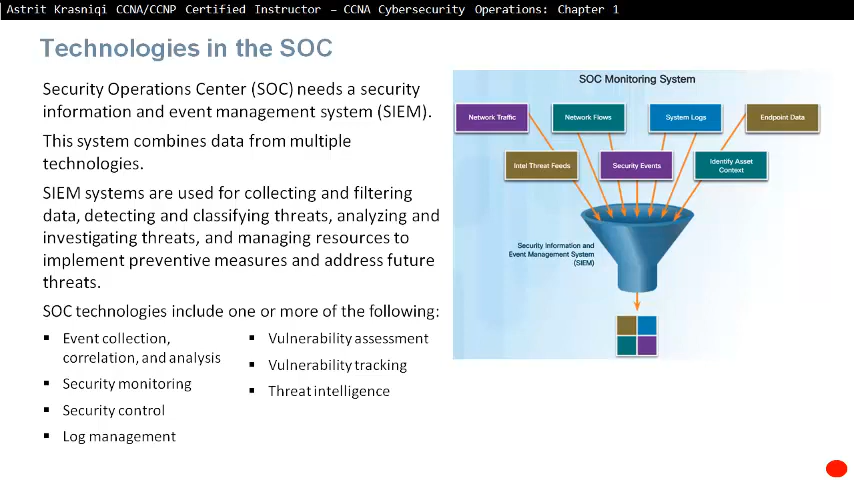 Astrit Krasniqi CCNA/CCNP Certified Instructor – CCNA Cybersecurity Operations: Chapter 1
Technologies in the SOC
Security Operations Center (SOC) needs a security
information and event management system (SIEM).
This system combines data from multiple
technologies.
SIEM systems are used for collecting and filtering
data, detecting and classifying threats, analyzing and
investigating threats, and managing resources to
implement preventive measures and address future
threats.
SOC technologies include one or more of the following:
▪ Event collection,
correlation, and analysis
▪ Security monitoring
▪ Security control
▪ Log management
▪ Vulnerability assessment
▪ Vulnerability tracking
▪ Threat intelligence
SOC Monitoring System
Network Traffic
Network Flows
System Logs
Endpoint Data
Intel Threat Feeds
Security Events
Identify Asset
Context
Security Information and
Event Management System
(SIEM)